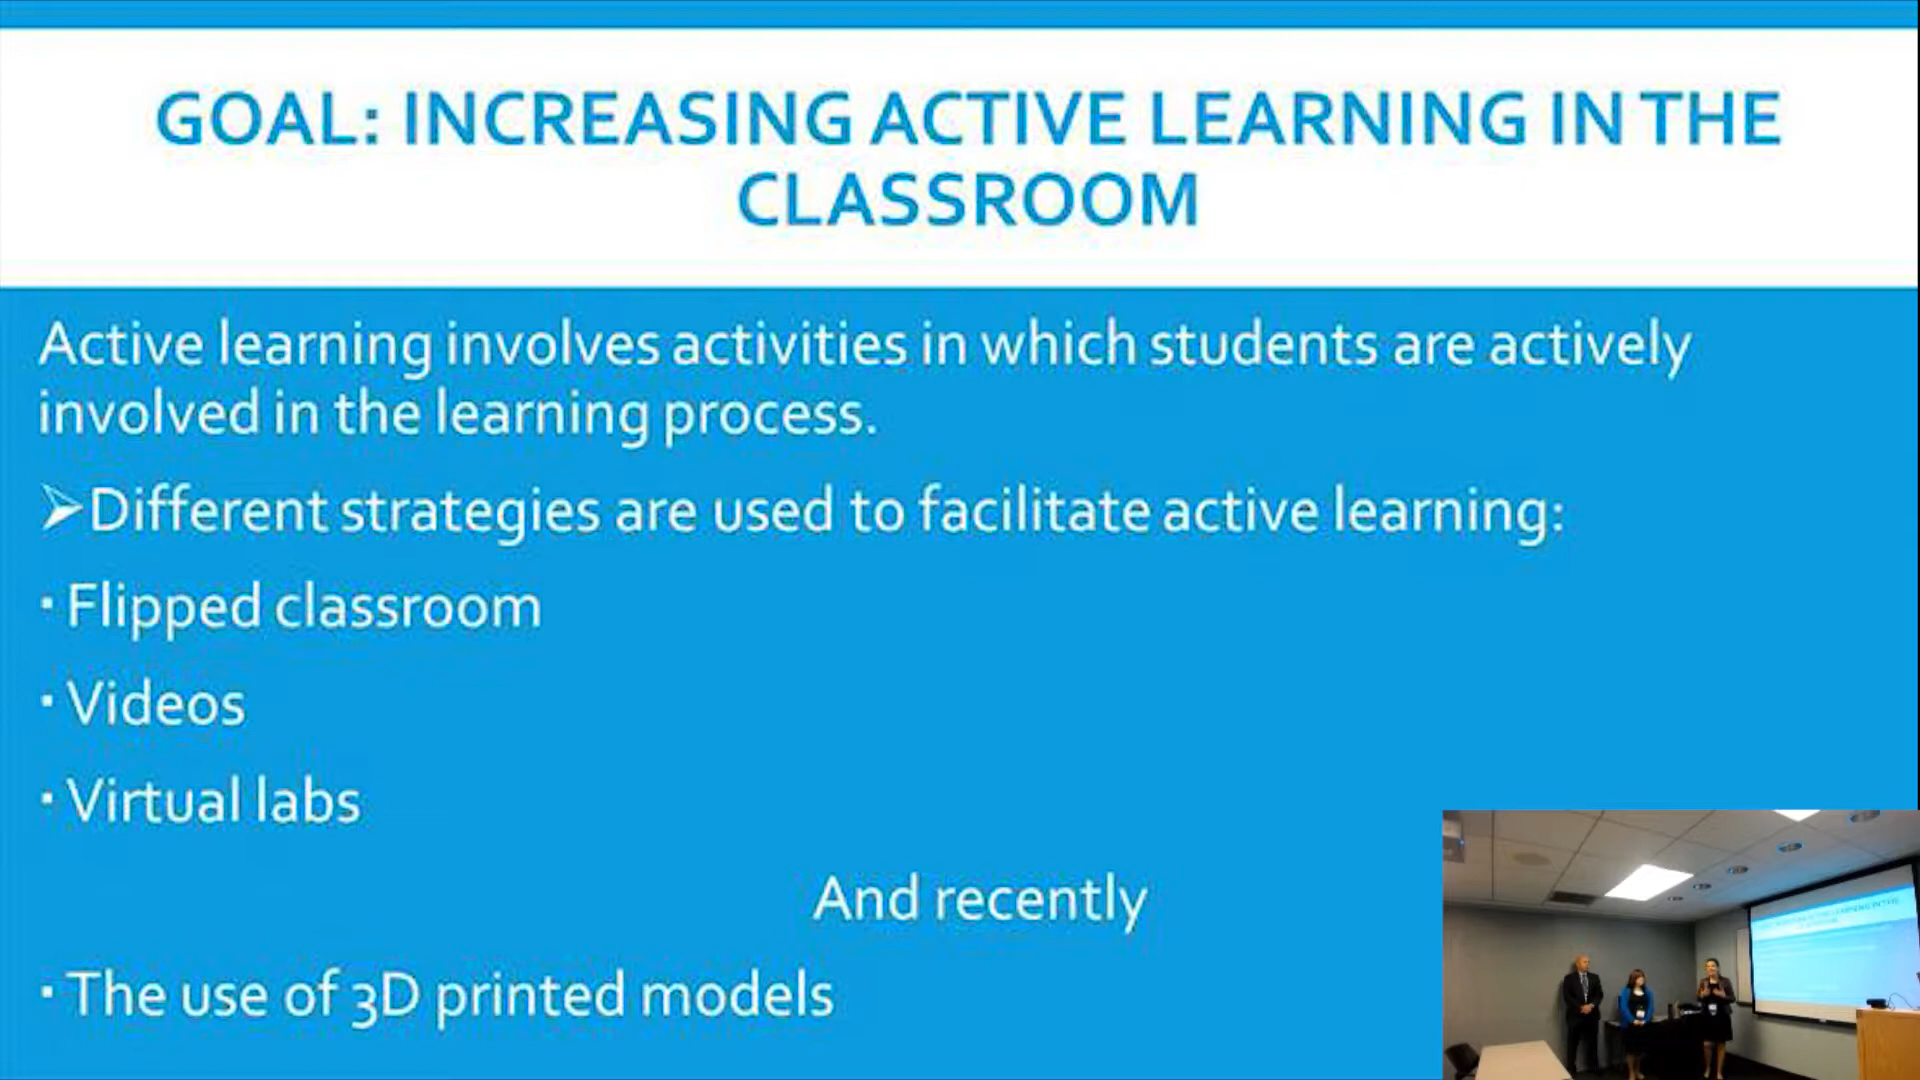 GOAL: INCREASING ACTIVE LEARNING IN THE
CLASSROOM
Active learning involves activities in which students are actively
involved in the learning process.
➢Different strategies are used to facilitate active learning:
▪ Flipped classroom
▪ Videos
▪ Virtual labs
And recently
▪ The use of 3D printed models